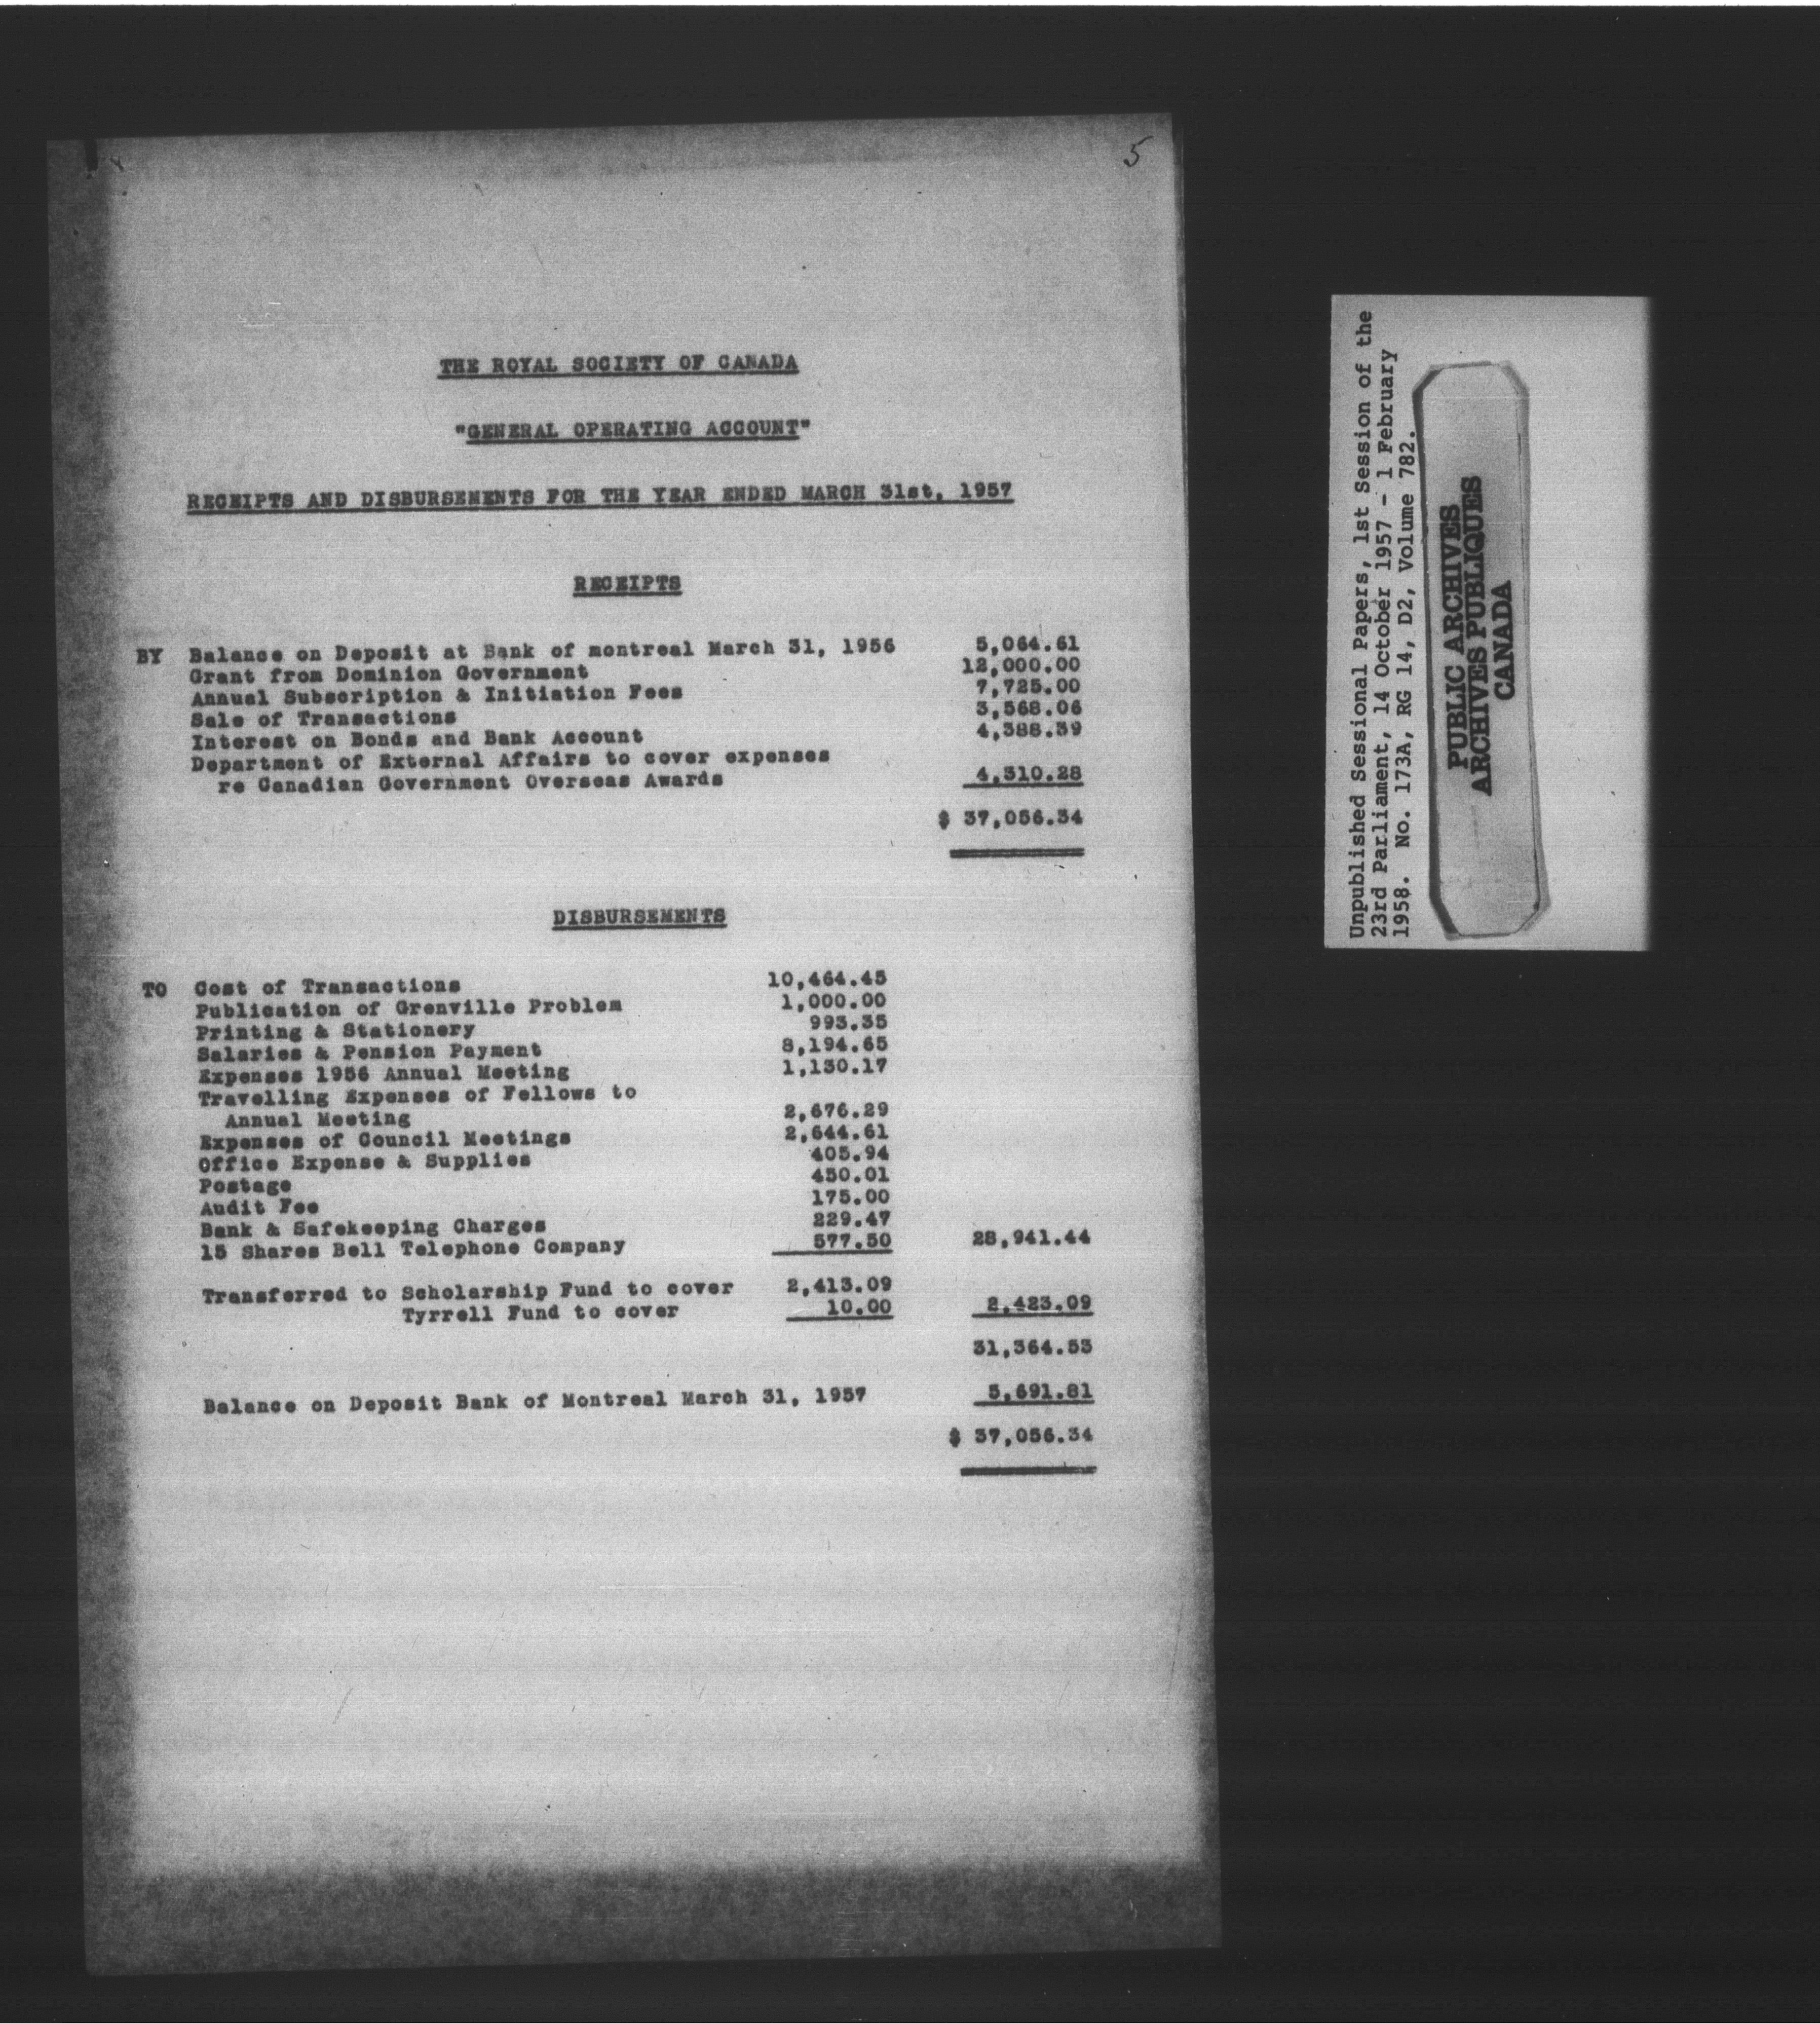 5
THE ROYAL SOCIETY OF CANADA
"GENERAL OPERATING ACCOUNT"
RECEIPTS AND DISBURSEMENTS FOR THE YEAR ENDED MARCH 31st, 1957
RECEIPTS
BY Balance on Deposit at Bank of montreal March 31, 1956 5,064.61
Grant from Dominion Government 12,000.00
Annual Subscription & Initiation Fees 7,725.00
Sale of Transactions 3,568.06
Interest on Bonds and Bank Account 4,388.39
Department of External Affairs to cover expenses
re Canadian Government Overseas Awards 4,310.28
$ 37,056.34
DISBURSEMENTS
TO Cost of Transactions 10,464.45
Publication of Grenville Problem 1,000.00
Printing & Stationery 993.35
Salaries & Pension Payment 8,194.65
Expenses 1956 Annual Meeting 1,130.17
Travelling Expenses of Fellows to
Annual Meeting 2,676.29
Expenses of Council Meetings 2,644.61
Office Expense & Supplies 405.94
Postage 450.01
Audit Fee 175.00
Bank & Safekeeping Charges 229.47
15 Shares Bell Telephone Company 577.50 28,941.44
Transferred to Scholarship Fund to cover 2,413.09
Tyrrell Fund to cover 10.00 2,423.09
31,364.53
Balance on Deposit Bank of Montreal March 31, 1957 5,691.81
$ 37,056.34
Unpublished Sessional Papers, 1st Session of the
23rd Parliament, 14 October 1957 - 1 February
1958. No. 173A, RG 14, D2, Volume 782.
PUBLIC ARCHIVES
ARCHIVES PUBLIQUES
CANADA